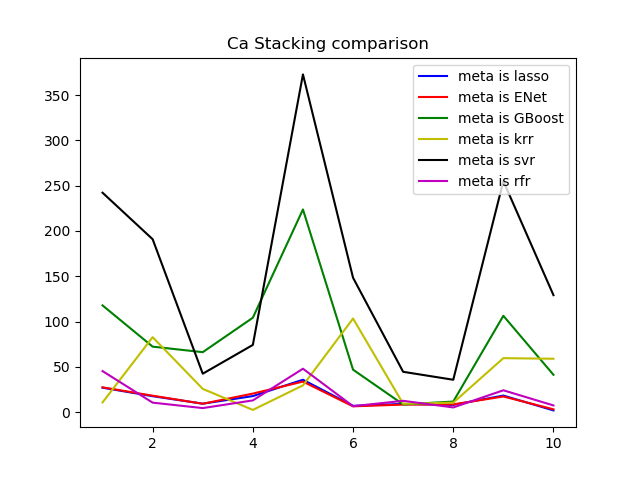 Ca Stacking comparison
meta is lasso
meta is ENet
meta is GBoost
meta is krr
meta is svr
meta is rfr
350
300
250
200
150
100
50
0
2
4
6
8
10